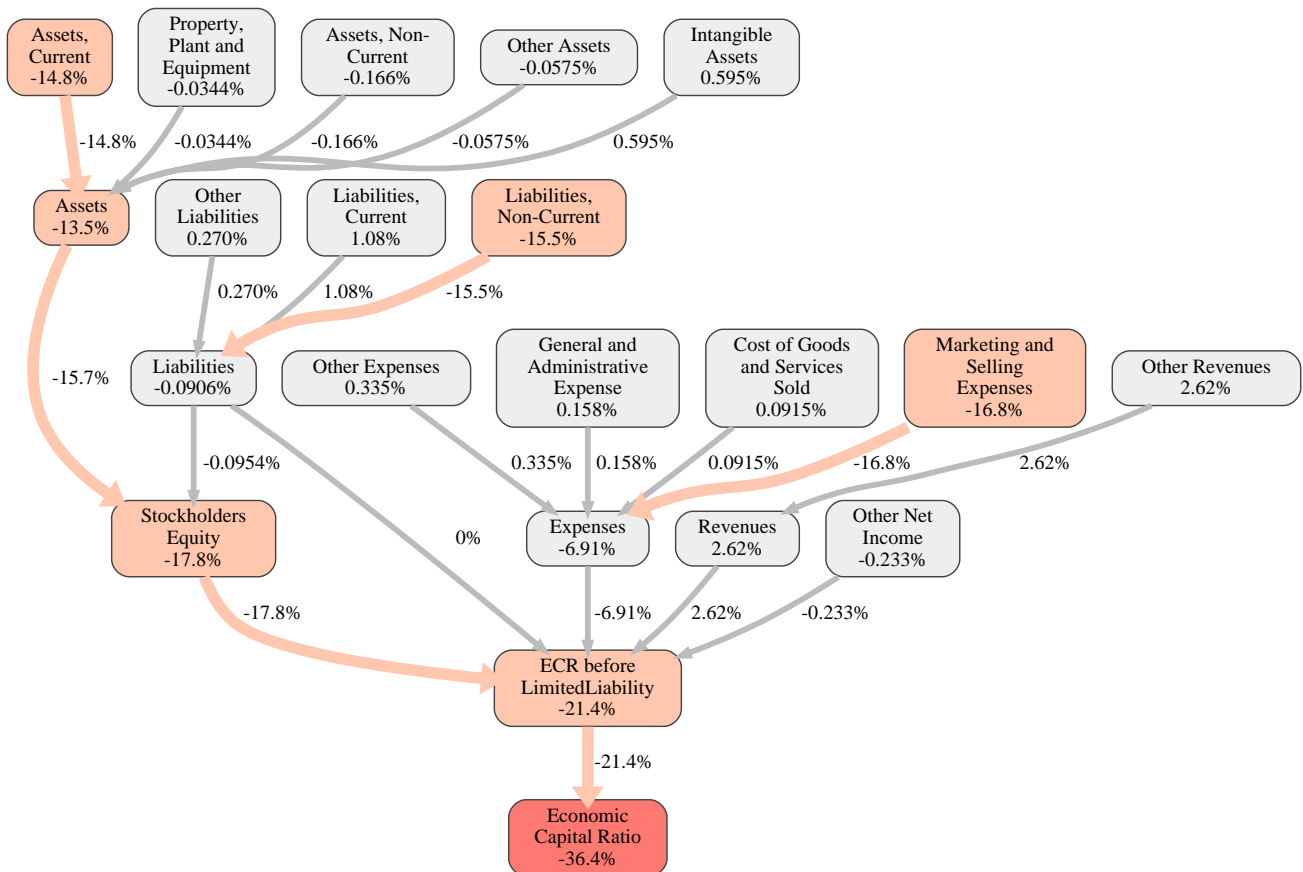 Assets,
Current
-14.8%
Property,
Plant and
Equipment
-0.0344%
Assets, Non-
Current
-0.166%
Other Assets
-0.0575%
Intangible
Assets
0.595%
-14.8%
-0.0344%
-0.166%
-0.0575%
0.595%
Assets
-13.5%
Other
Liabilities
0.270%
Liabilities,
Current
1.08%
Liabilities,
Non-Current
-15.5%
0.270%
1.08%
-15.5%
-15.7%
Liabilities
-0.0906%
Other Expenses
0.335%
General and
Administrative
Expense
0.158%
Cost of Goods
and Services
Sold
0.0915%
Marketing and
Selling
Expenses
-16.8%
Other Revenues
2.62%
-0.0954%
0.335%
0.158%
0.0915%
-16.8%
2.62%
Stockholders
Equity
-17.8%
0%
Expenses
-6.91%
Revenues
2.62%
Other Net
Income
-0.233%
-17.8%
-6.91%
2.62%
-0.233%
ECR before
LimitedLiability
-21.4%
-21.4%
Economic
Capital Ratio
-36.4%